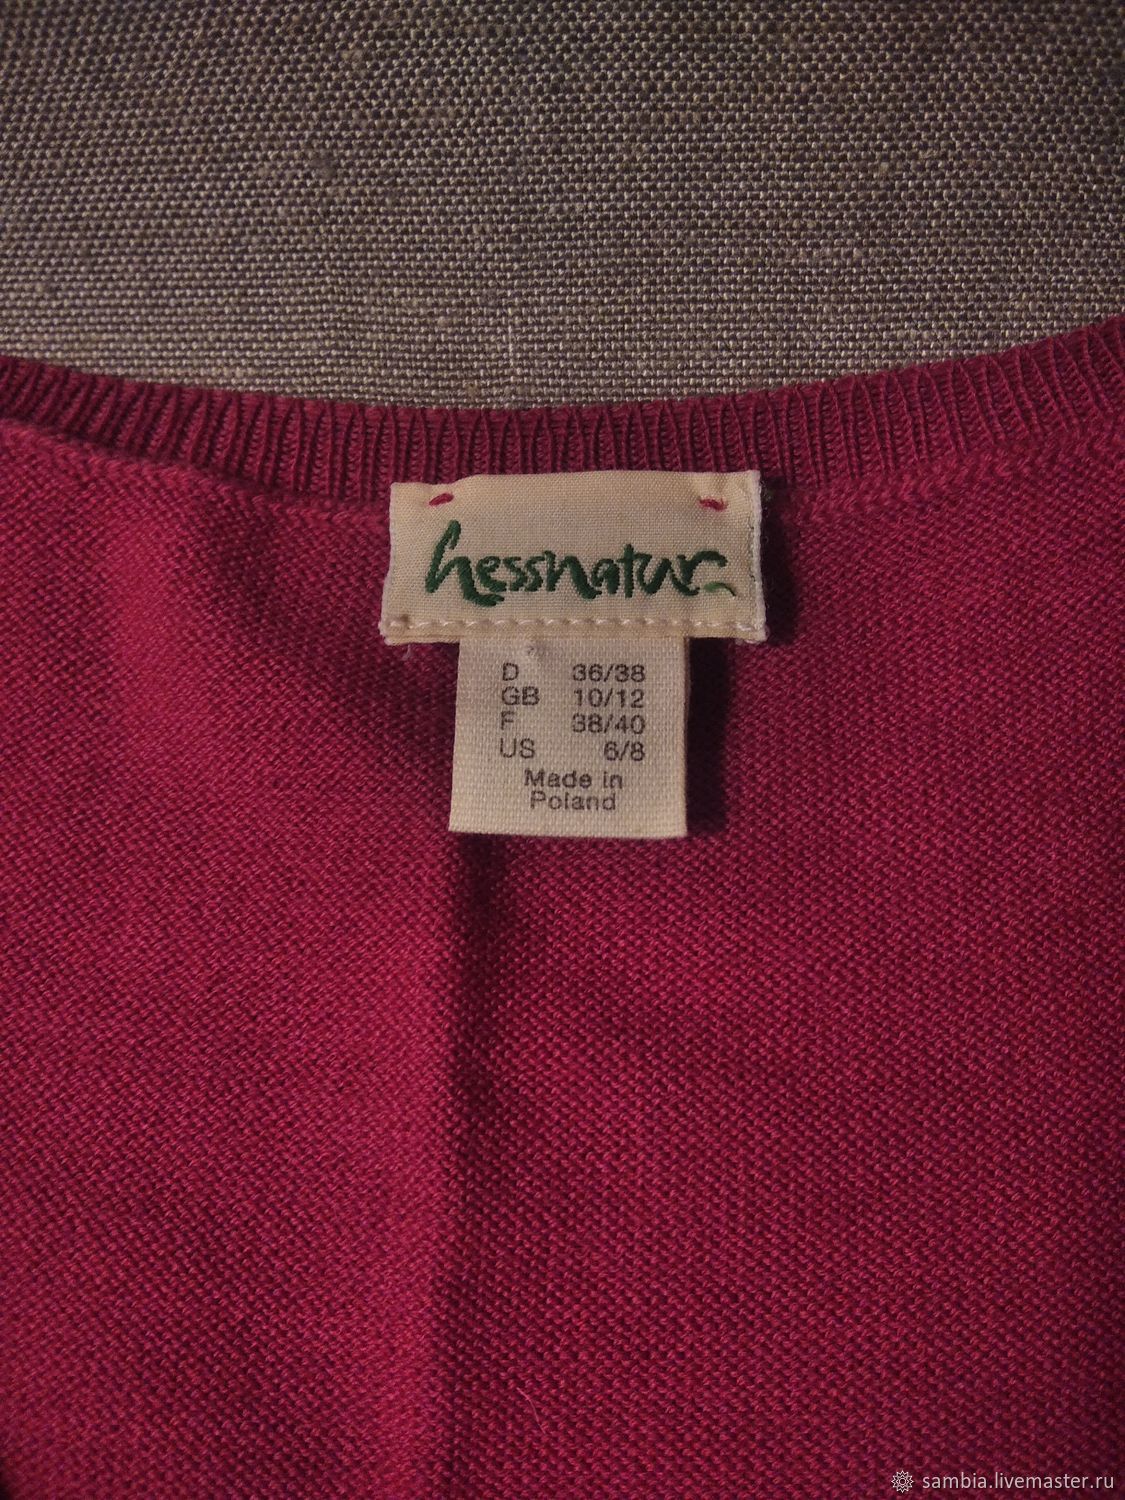 hessnatur
D 36/38
GB 10/12
F 38/40
US 6/8
Made in
Poland
sambia.livemaster.ru